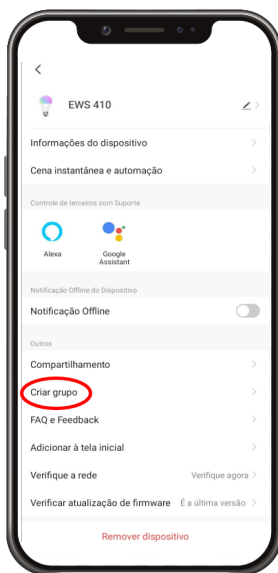 EWS 410
Informações do dispositivo
Cena instantânea e automação
Controle de terceiros com Suporte
Alexa
Google
Assistant
Notificação Offline do Dispositivo
Notificação Offline
Outros
Compartilhamento
Criar grupo
FAQ e Feedback
Adicionar à tela inicial
Verifique a rede Verifique agora
Verificar atualização de firmware É a última versão
Remover dispositivo